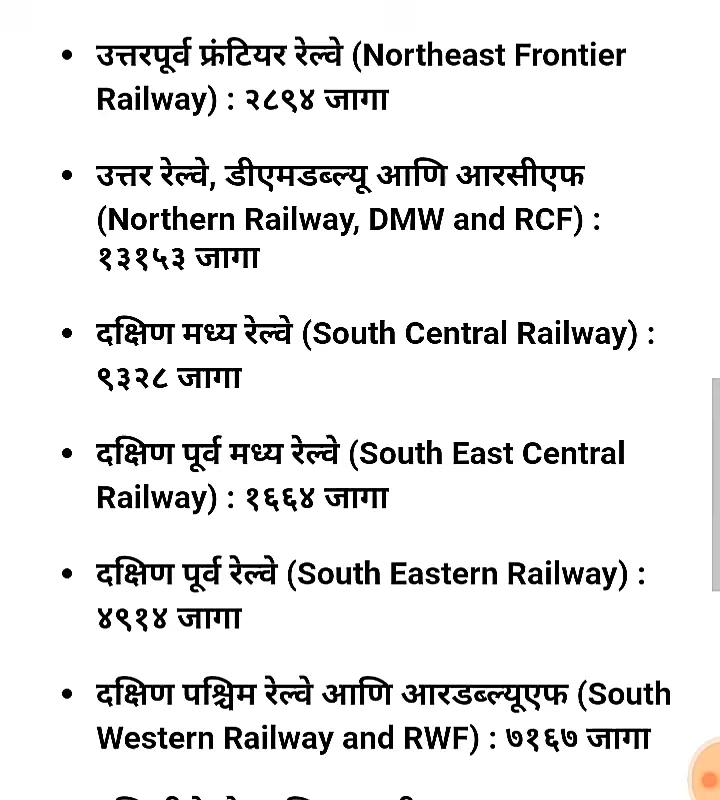 • उत्तरपूर्व फ्रंटियर रेल्वे (Northeast Frontier
Railway) : २८९४ जागा
• उत्तर रेल्वे, डीएमडब्ल्यू आणि आरसीएफ
(Northern Railway, DMW and RCF) :
१३१५३ जागा
• दक्षिण मध्य रेल्वे (South Central Railway) :
९३२८ जागा
• दक्षिण पूर्व मध्य रेल्वे (South East Central
Railway) : १६६४ जागा
• दक्षिण पूर्व रेल्वे (South Eastern Railway) :
४९१४ जागा
• दक्षिण पश्चिम रेल्वे आणि आरडब्ल्यूएफ (South
Western Railway and RWF) : ७१६७ जागा